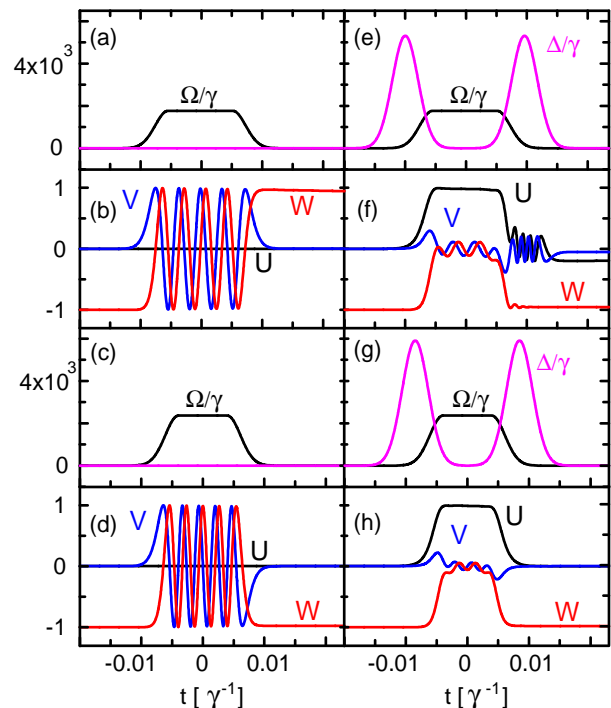 (a)
4x10³
Ω/γ
0
(b)
1
V
W
0
U
-1
(c)
4x10³
Ω/γ
0
(d)
1
V
U
0
W
-1
-0.01
0
0.01
t [ γ⁻¹]
(e)
Δ/γ
Ω/γ
(f)
U
V
W
(g)
Δ/γ
Ω/γ
(h)
U
V
W
-0.01
0
0.01
t [ γ⁻¹]